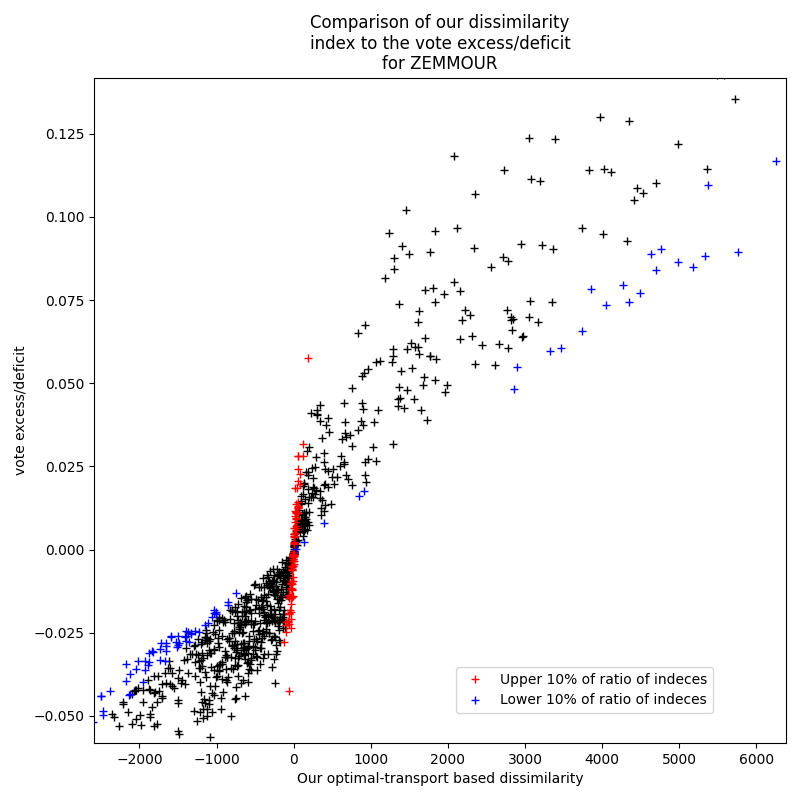 Comparison of our dissimilarity
index to the vote excess/deficit
for ZEMMOUR
vote excess/deficit
0.125
0.100
0.075
0.050
0.025
0.000
−0.025
−0.050
Upper 10% of ratio of indeces
Lower 10% of ratio of indeces
−2000 −1000 0 1000 2000 3000 4000 5000 6000
Our optimal-transport based dissimilarity